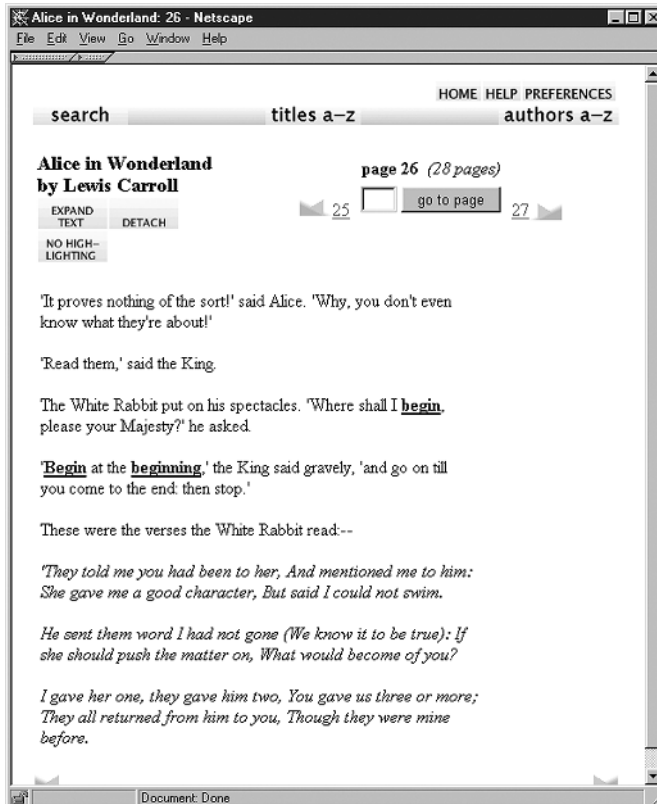 Alice in Wonderland: 26 - Netscape
File Edit View Go Window Help
HOME HELP PREFERENCES
search titles a–z authors a–z
Alice in Wonderland
by Lewis Carroll
page 26 (28 pages)
EXPAND
TEXT
DETACH
NO HIGH–
LIGHTING
25
go to page
27
'It proves nothing of the sort!' said Alice. 'Why, you don't even
know what they're about!'
'Read them,' said the King.
The White Rabbit put on his spectacles. 'Where shall I begin,
please your Majesty?' he asked.
'Begin at the beginning,' the King said gravely, 'and go on till
you come to the end: then stop.'
These were the verses the White Rabbit read:--
'They told me you had been to her, And mentioned me to him:
She gave me a good character, But said I could not swim.
He sent them word I had not gone (We know it to be true): If
she should push the matter on, What would become of you?
I gave her one, they gave him two, You gave us three or more;
They all returned from him to you, Though they were mine
before.
Document: Done